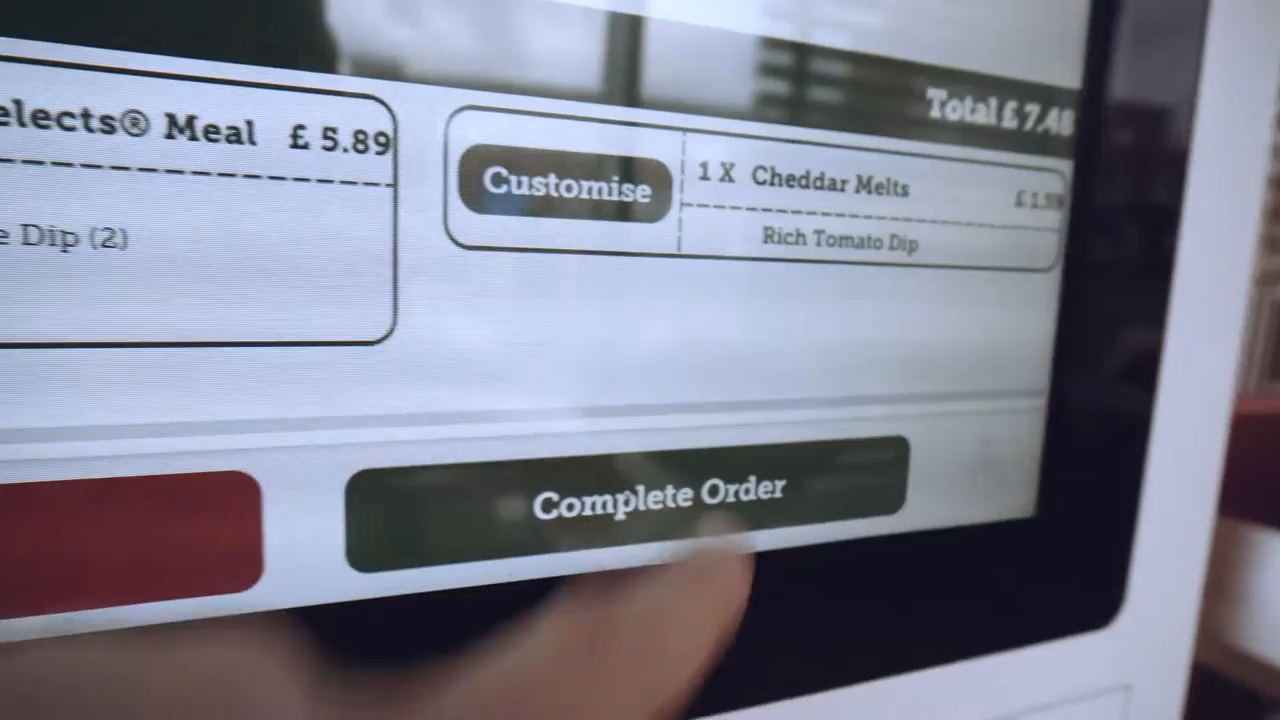 Total £ 7.48
elects® Meal £ 5.89
e Dip (2)
Customise
1 X Cheddar Melts
Rich Tomato Dip
Complete Order